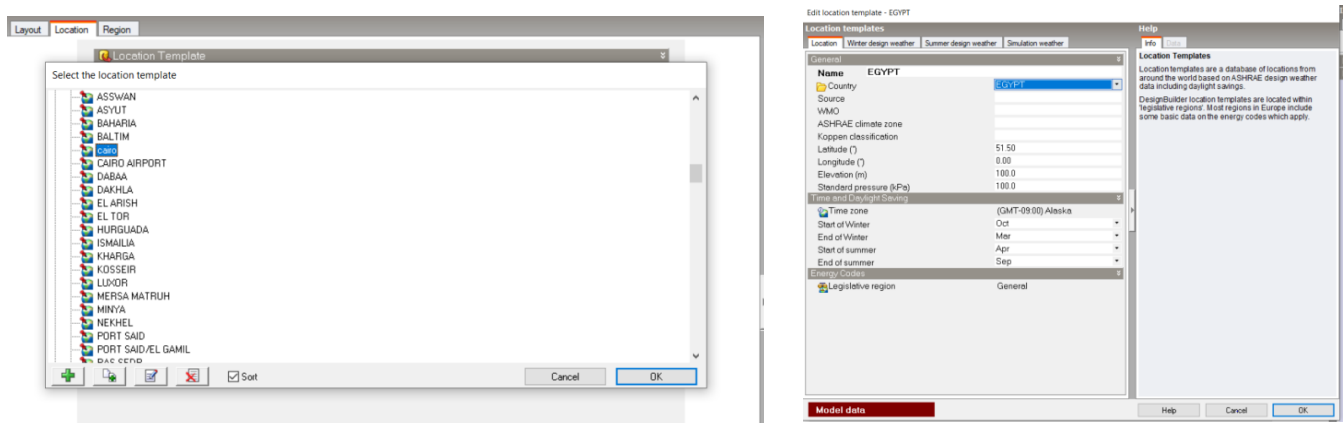 Layout Location Region
Location Template
Select the location template
ASSWAN
ASYUT
BAHARIA
BALTIM
cairo
CAIRO AIRPORT
DABAA
DAKHLA
EL ARISH
EL TOR
HURGUADA
ISMAILIA
KHARGA
KOSSEIR
LUXOR
MERSA MATRUH
MINYA
NEKHEL
PORT SAID
PORT SAID/EL GAMIL
RAS SEDR
Sort Cancel OK
Edit location template - EGYPT
Location templates
Location Winter design weather Summer design weather Simulation weather
General
Name EGYPT
Country EGYPT
Source
WMO
ASHRAE climate zone
Koppen classification
Latitude (°) 51.50
Longitude (°) 0.00
Elevation (m) 100.0
Standard pressure (kPa) 100.0
Time and Daylight Saving
Time zone (GMT-09:00) Alaska
Start of Winter Oct
End of Winter Mar
Start of summer Apr
End of summer Sep
Energy Codes
Legislative region General
Model data
Help
Info Data
Location Templates
Location templates are a database of locations from
around the world based on ASHRAE design weather
data including daylight savings.
DesignBuilder location templates are located within
'legislative regions'. Most regions in Europe include
some basic data on the energy codes which apply.
Help Cancel OK